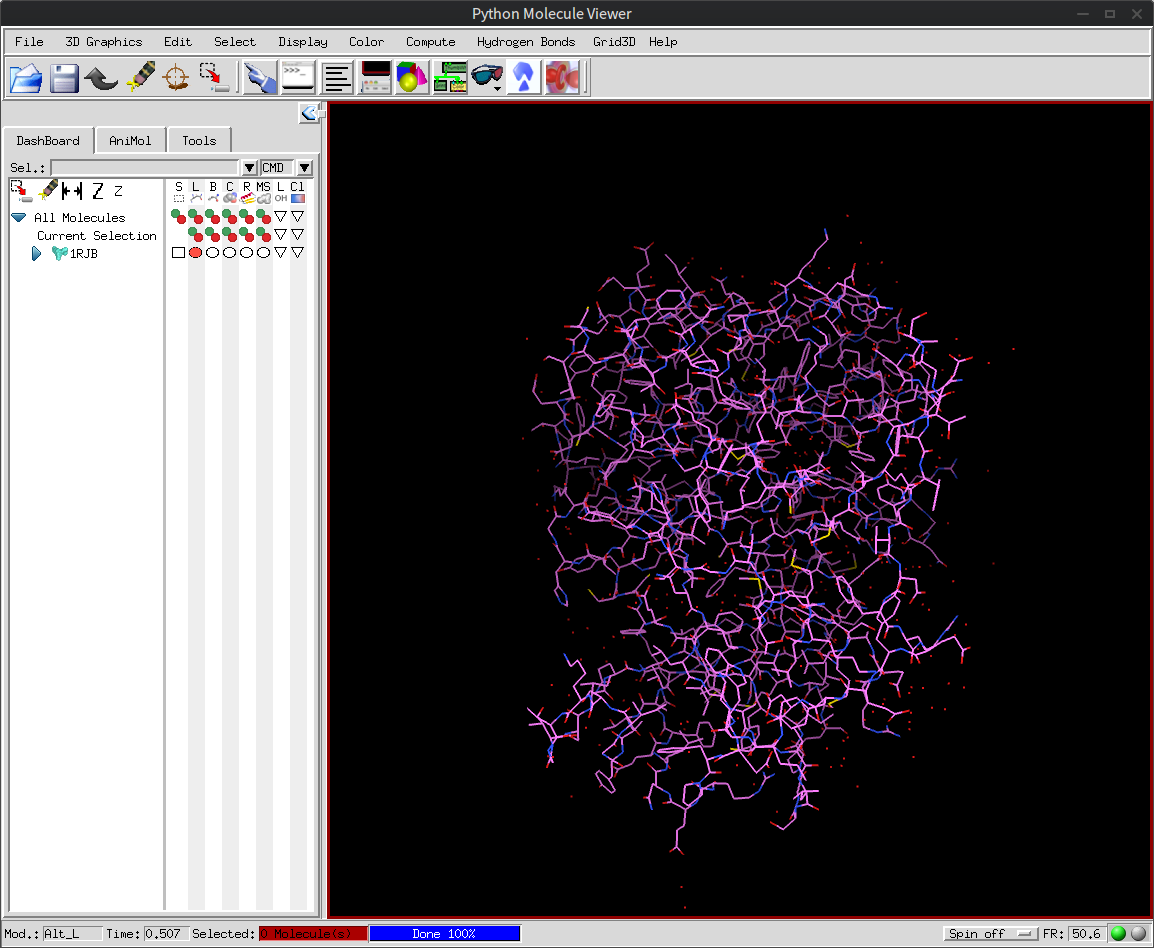 Python Molecule Viewer
File 3D Graphics Edit Select Display Color Compute Hydrogen Bonds Grid3D Help
>>>_
DashBoard AniMol Tools
Sel.: CMD
Z Z S L B C R MS L Cl
OH
All Molecules
Current Selection
1RJB
Mod.: Alt_L Time: 0.507 Selected: 0 Molecule(s) Done 100% Spin off FR: 50.6